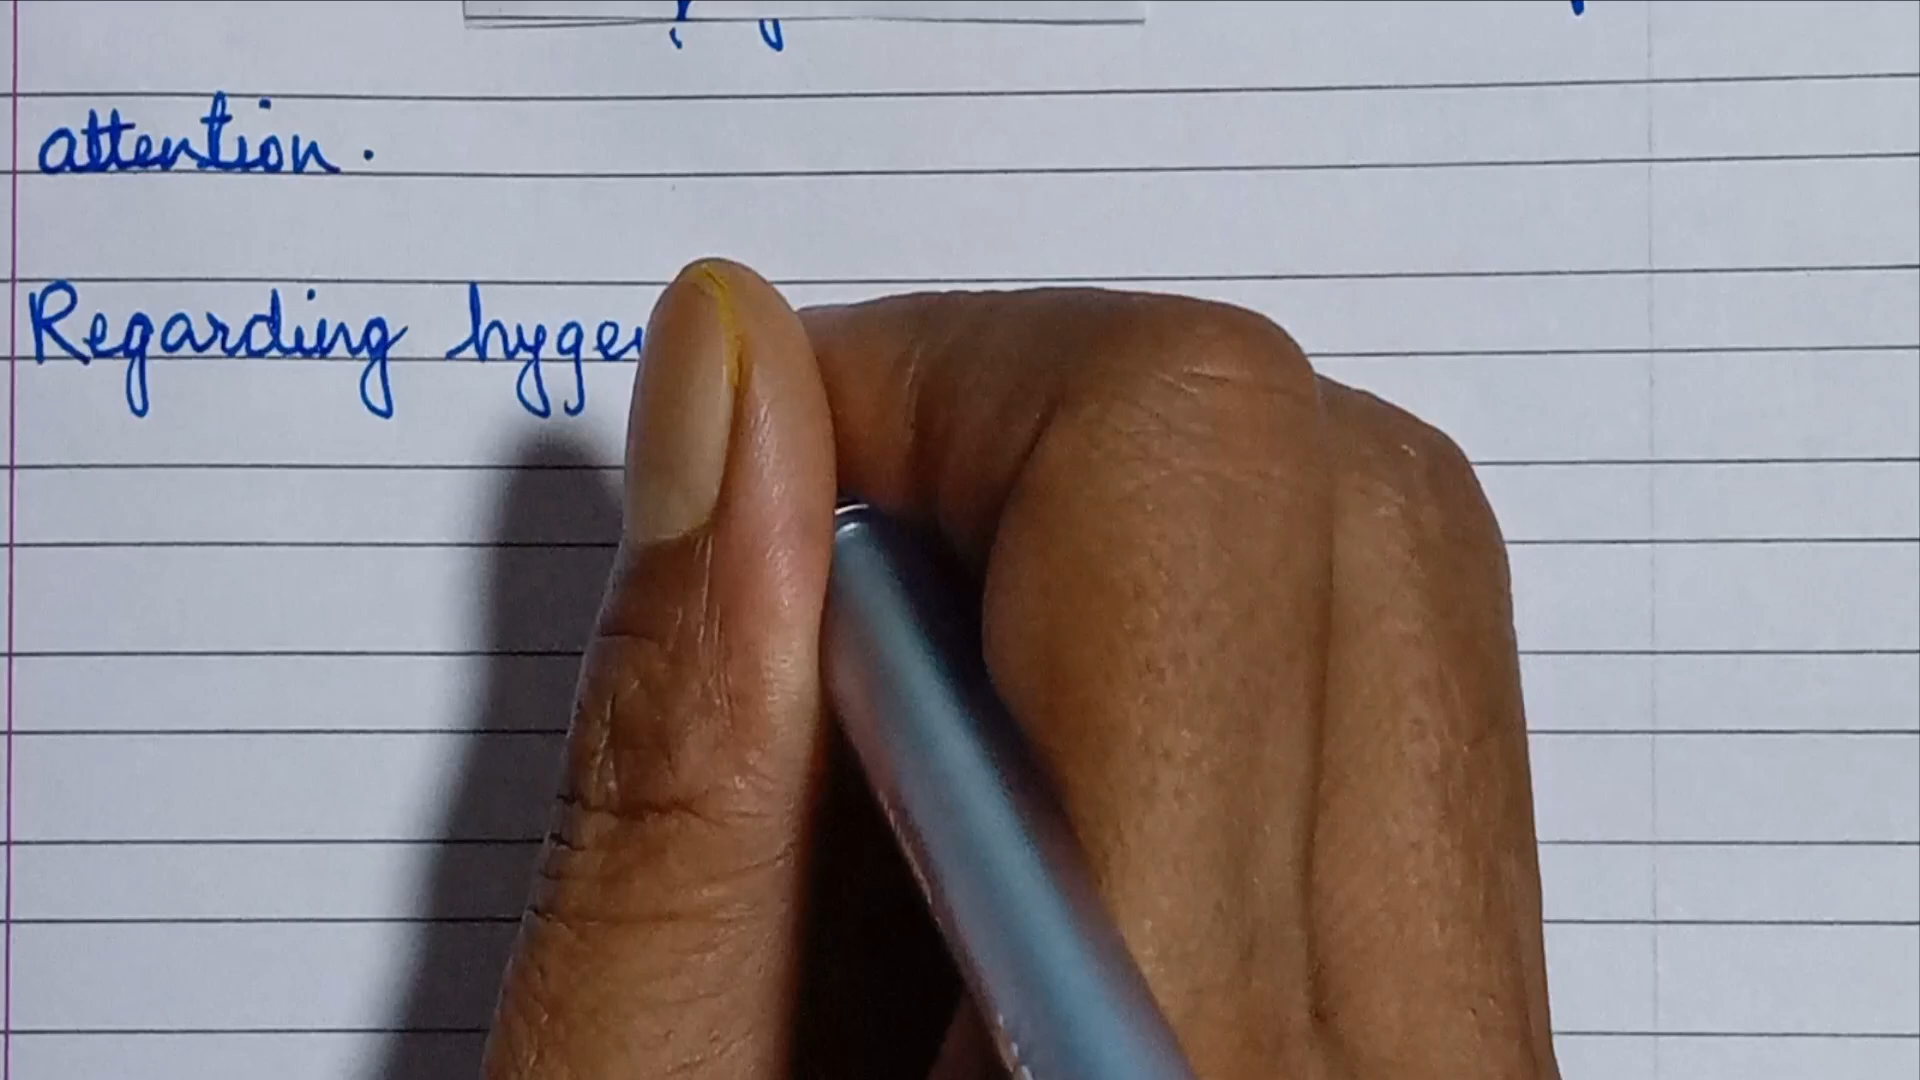 attention.
Regarding hyge